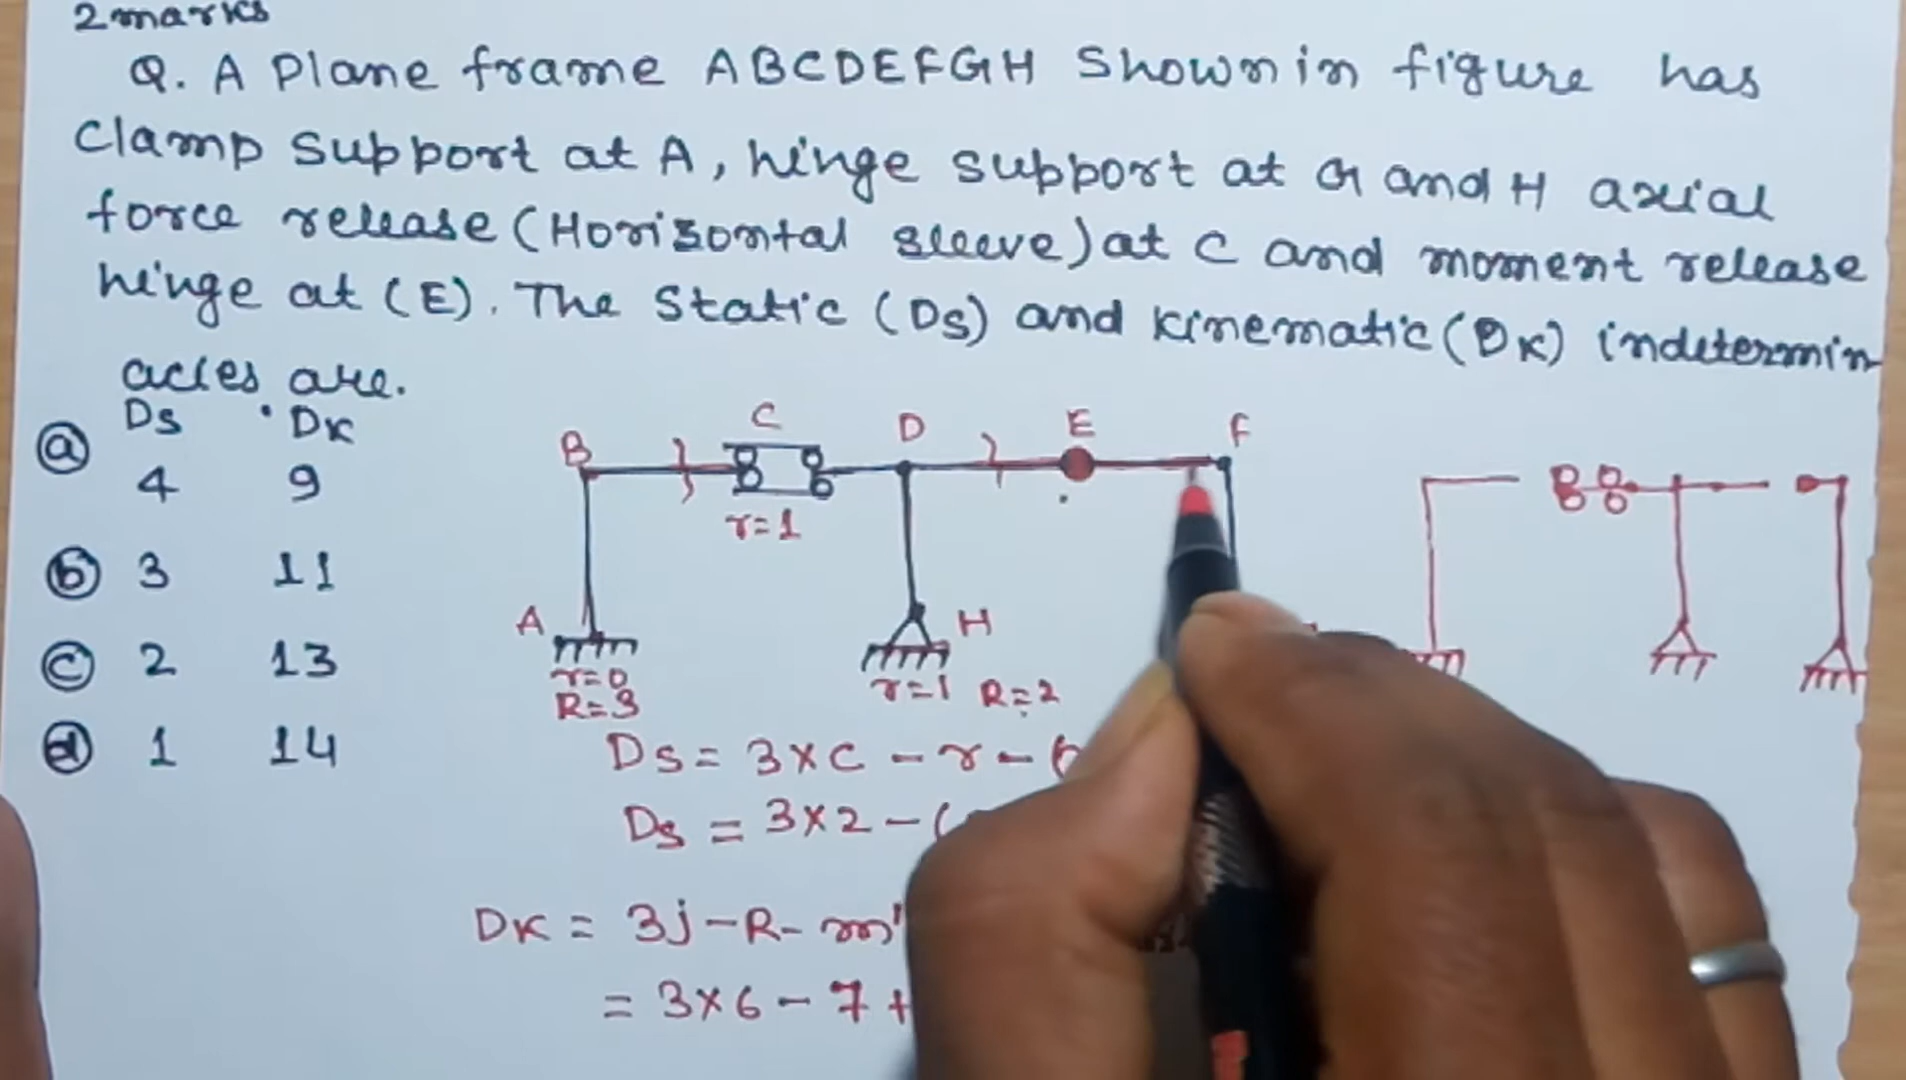 2 marks
Q. A Plane frame ABCDEFGH Shown in figure has
Clamp support at A, hinge support at G and H axial
force release (Horizontal sleeve) at C and moment release
hinge at (E). The Static (Ds) and kinematic (Dk) indetermin
acies are.
Ds Dk
(a) 4 9
(b) 3 11
(c) 2 13
(d) 1 14
B C D E F
r=1
A H
r=0
R=3
r=1 R=2
Ds = 3×C - r -
Ds = 3×2 - (
Dk = 3j - R - m'
= 3×6 - 7 +